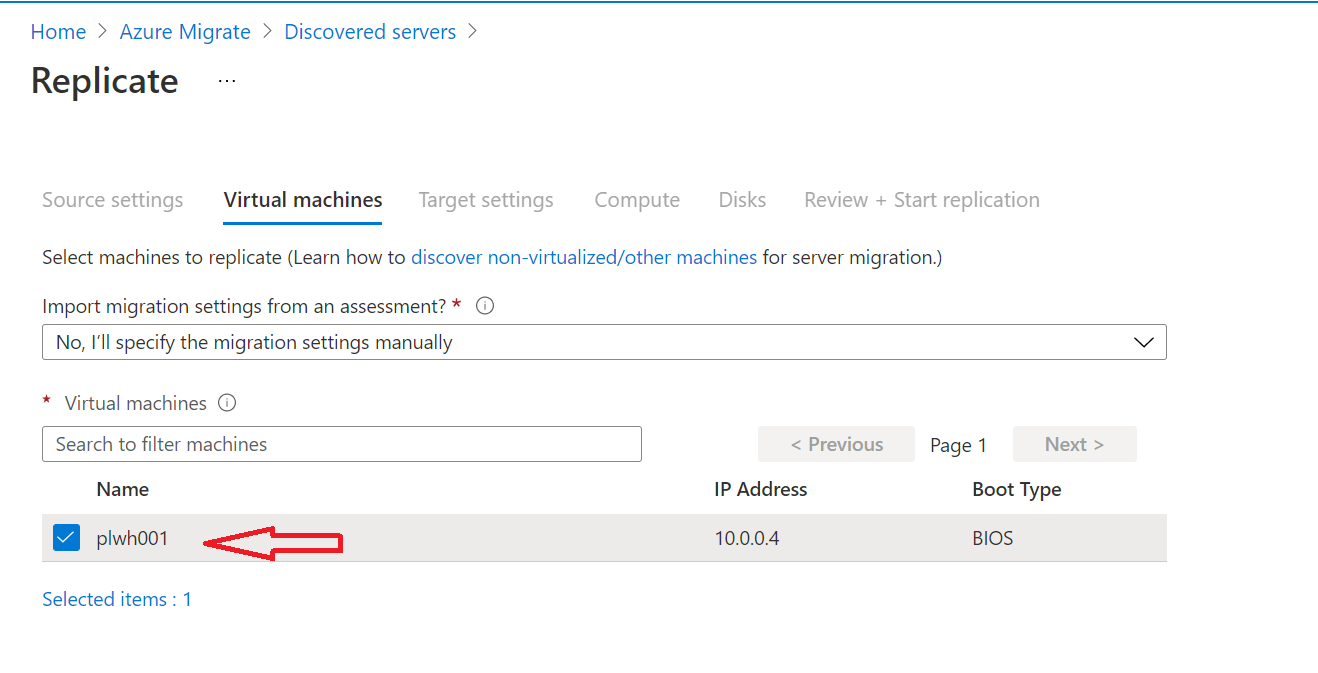 Home > Azure Migrate > Discovered servers >
Replicate ...
Source settings Virtual machines Target settings Compute Disks Review + Start replication
Select machines to replicate (Learn how to discover non-virtualized/other machines for server migration.)
Import migration settings from an assessment? *
No, I’ll specify the migration settings manually
* Virtual machines
Search to filter machines < Previous Page 1 Next >
Name IP Address Boot Type
plwh001 10.0.0.4 BIOS
Selected items : 1